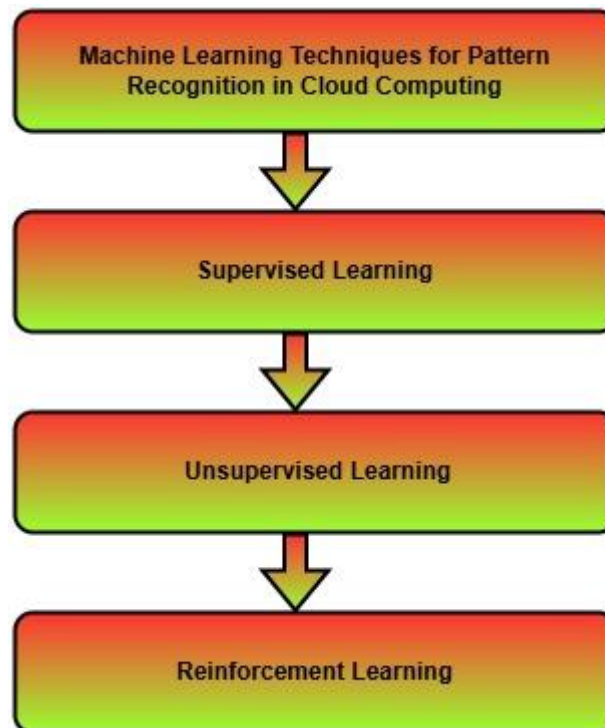 Machine Learning Techniques for Pattern
Recognition in Cloud Computing
Supervised Learning
Unsupervised Learning
Reinforcement Learning